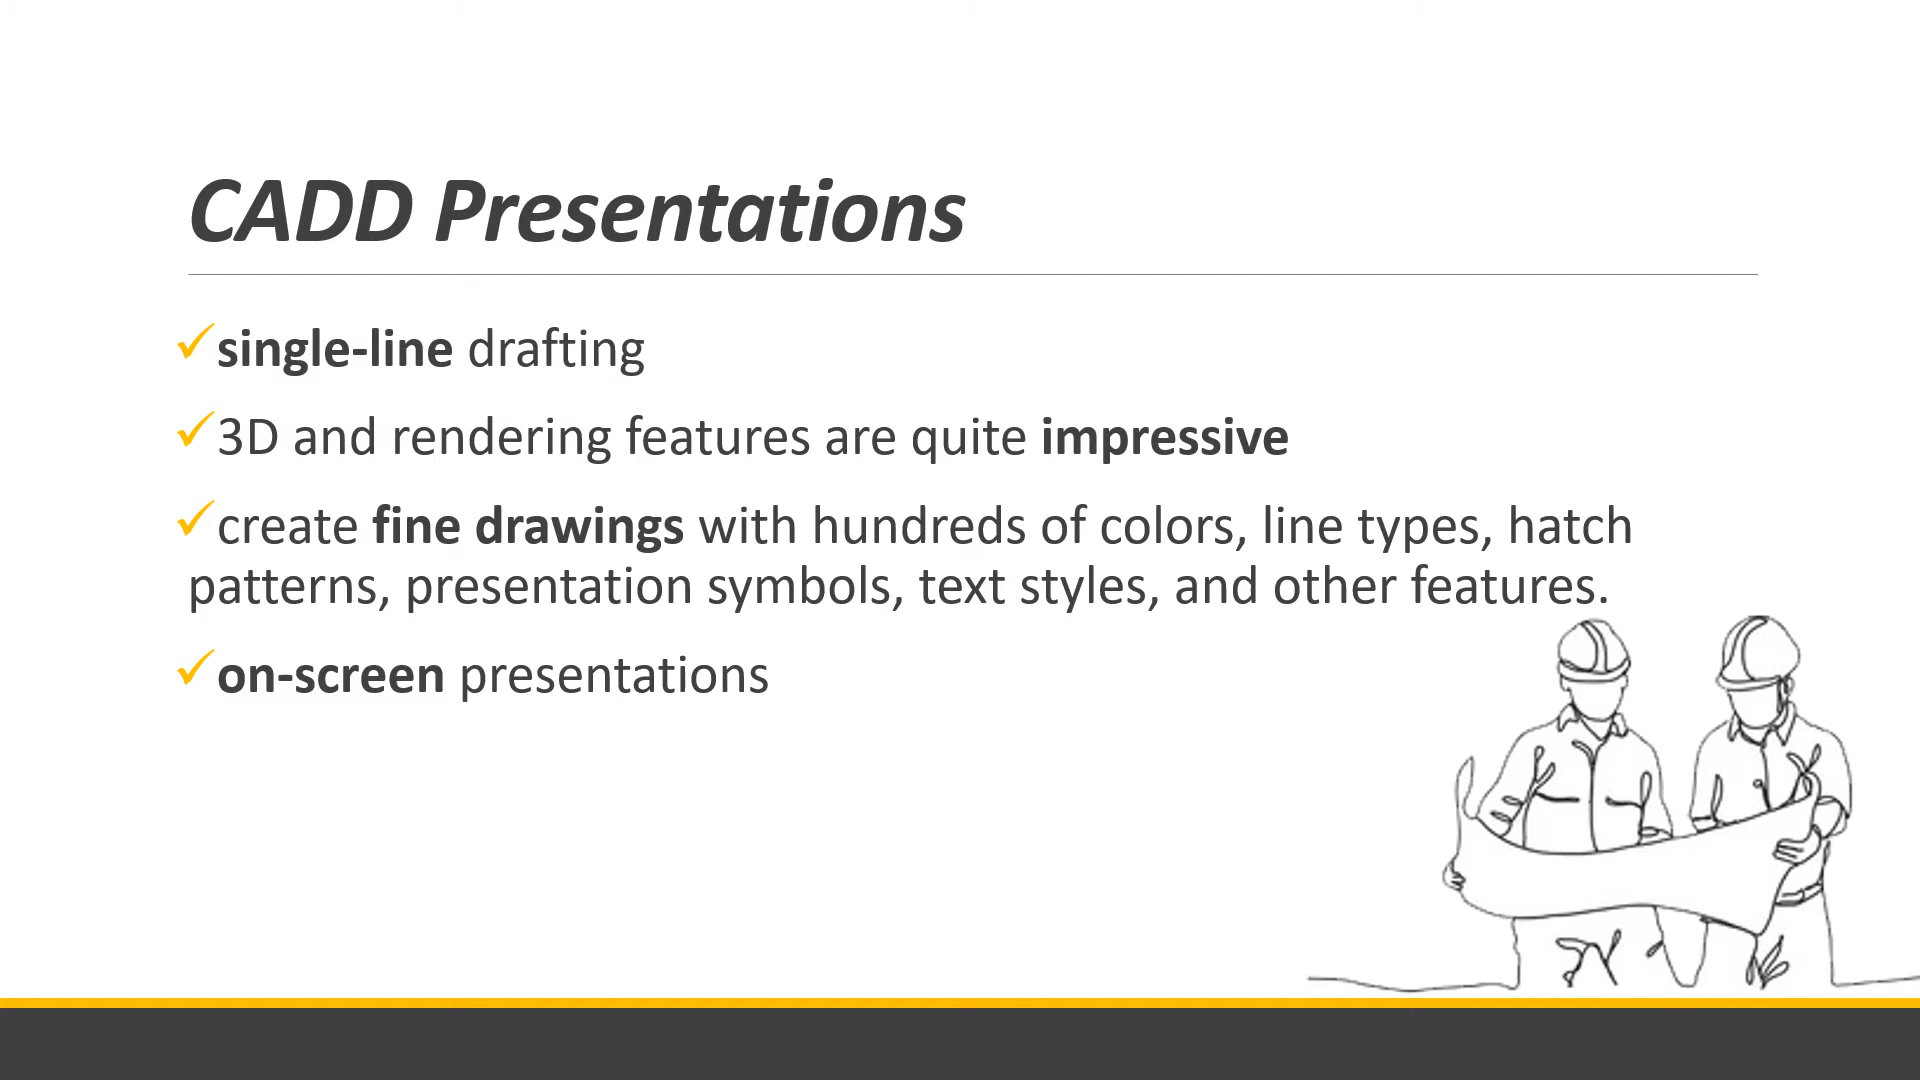 CADD Presentations
✓single-line drafting
✓3D and rendering features are quite impressive
✓create fine drawings with hundreds of colors, line types, hatch
patterns, presentation symbols, text styles, and other features.
✓on-screen presentations